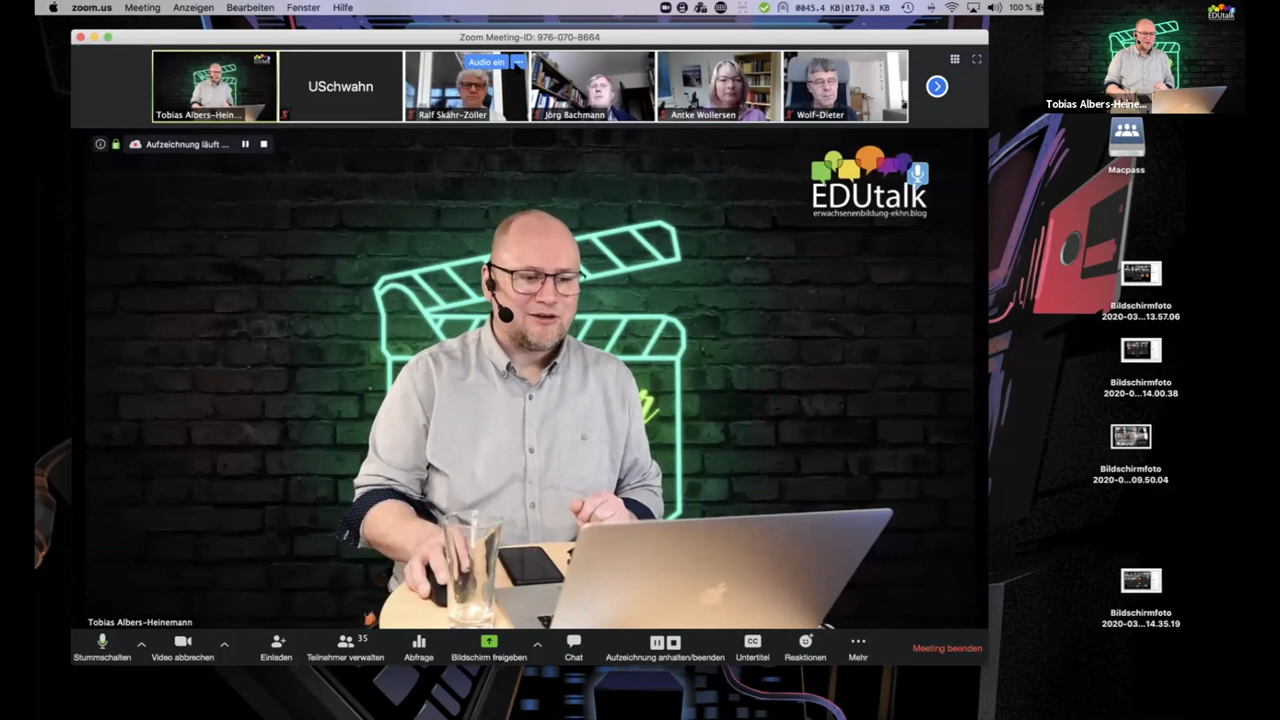 zoom.us Meeting Anzeigen Bearbeiten Fenster Hilfe 0045.4 KB|0170.3 KB 100 %
EDUtalk
Zoom Meeting-ID: 976-070-8664
Audio ein
USchwahn
Tobias Albers-Hein...
Ralf Skähr-Zöller
Jörg Bachmann
Antke Wollersen
Wolf-Dieter
Tobias Albers-Heine...
Aufzeichnung läuft ...
EDUtalk
erwachsenenbildung-ekhn.blog
Macpass
Bildschirmfoto
2020-03...13.57.06
Bildschirmfoto
2020-0...14.00.38
Bildschirmfoto
2020-0...09.50.04
Bildschirmfoto
2020-03...14.35.19
Tobias Albers-Heinemann
35
Stummschalten Video abbrechen Einladen Teilnehmer verwalten Abfrage Bildschirm freigeben Chat Aufzeichnung anhalten/beenden CC Untertitel Reaktionen Mehr Meeting beenden